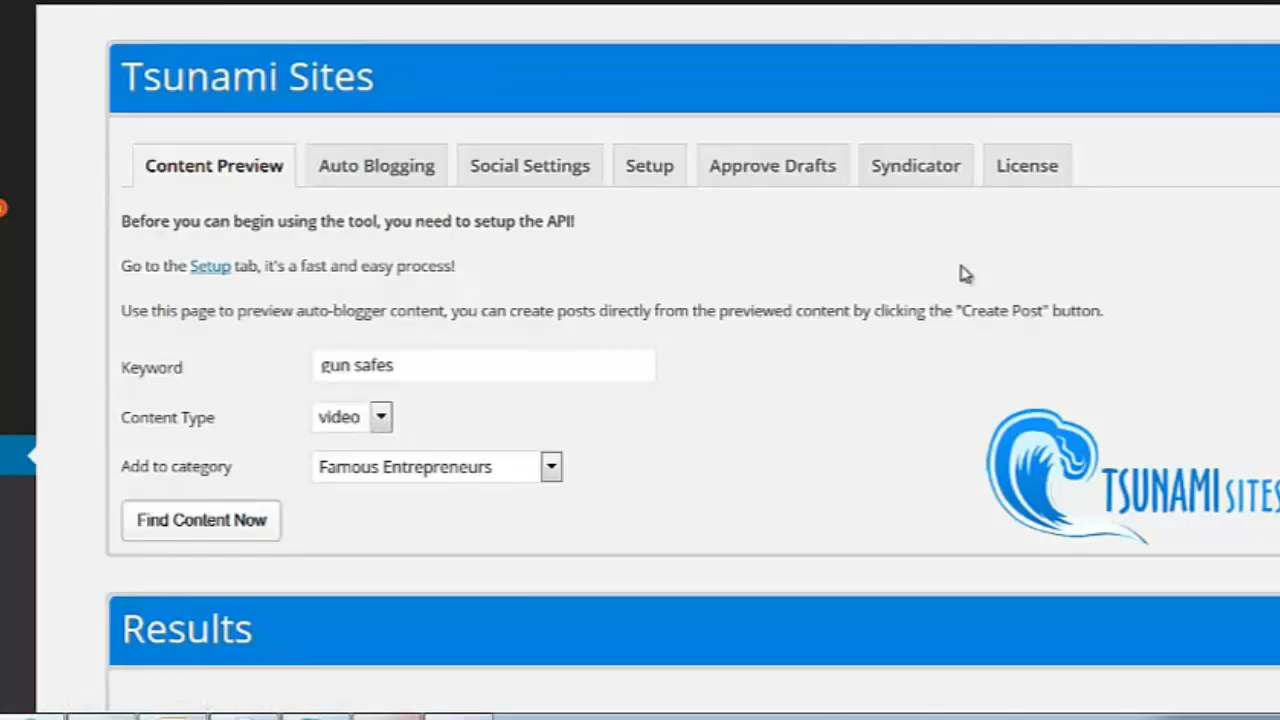 Tsunami Sites
Content Preview Auto Blogging Social Settings Setup Approve Drafts Syndicator License
Before you can begin using the tool, you need to setup the API!
Go to the Setup tab, it's a fast and easy process!
Use this page to preview auto-blogger content, you can create posts directly from the previewed content by clicking the "Create Post" button.
Keyword gun safes
Content Type video
Add to category Famous Entrepreneurs
TSUNAMI SITES
Find Content Now
Results